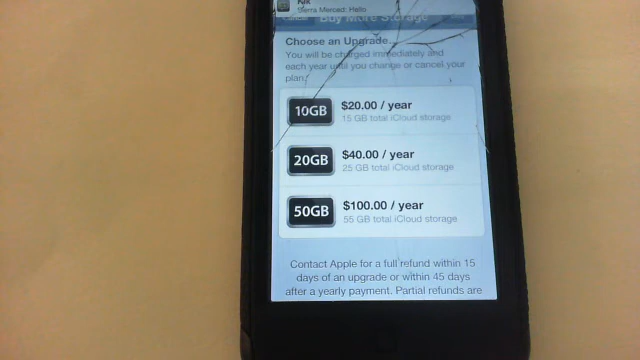 Kik
Sierra Merced: Hello
Cancel Buy More Storage
Choose an Upgrade...
You will be charged immediately and
each year until you change or cancel your
plan.
10GB $20.00 / year
15 GB total iCloud storage
20GB $40.00 / year
25 GB total iCloud storage
50GB $100.00 / year
55 GB total iCloud storage
Contact Apple for a full refund within 15
days of an upgrade or within 45 days
after a yearly payment. Partial refunds are